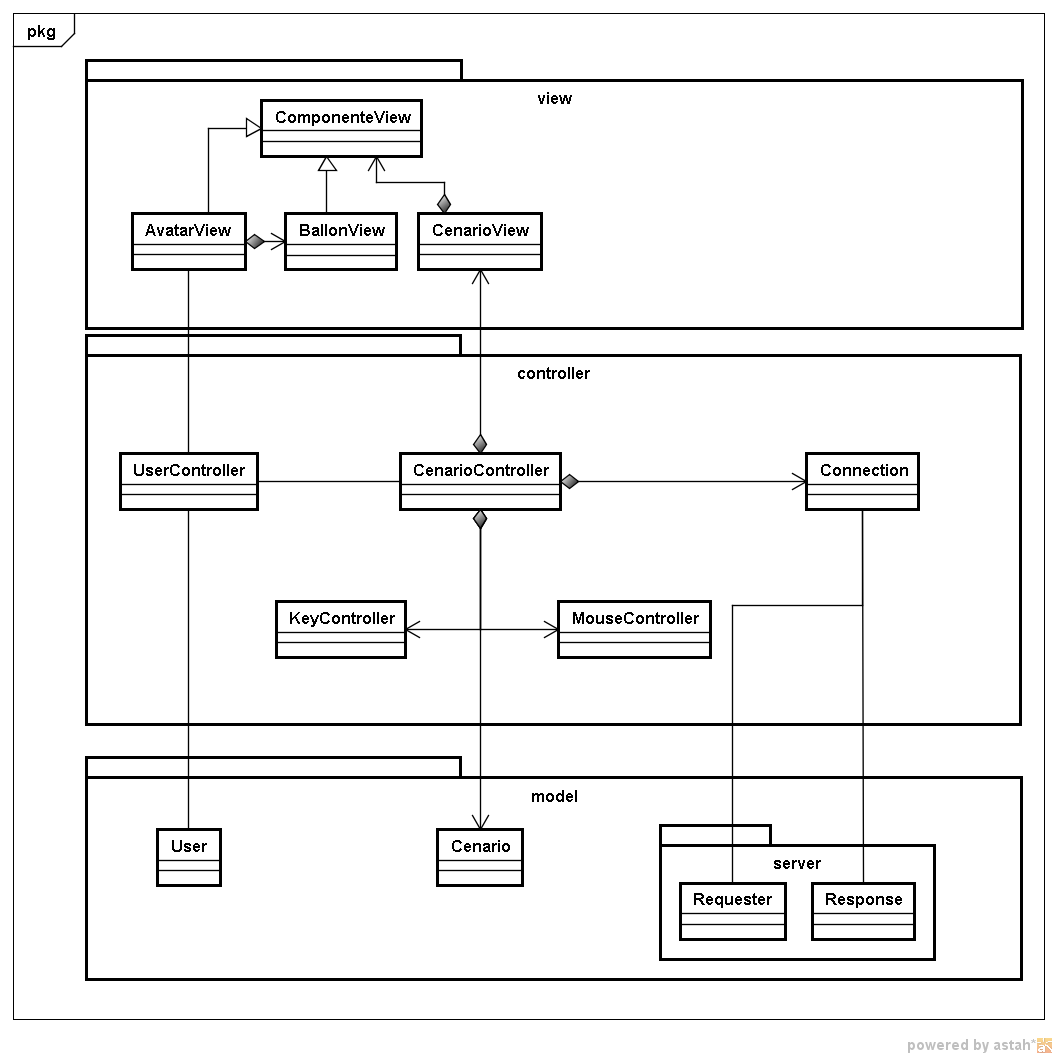 pkg
view
ComponenteView
AvatarView
BallonView
CenarioView
controller
UserController
CenarioController
Connection
KeyController
MouseController
model
User
Cenario
server
Requester
Response
powered by astah*